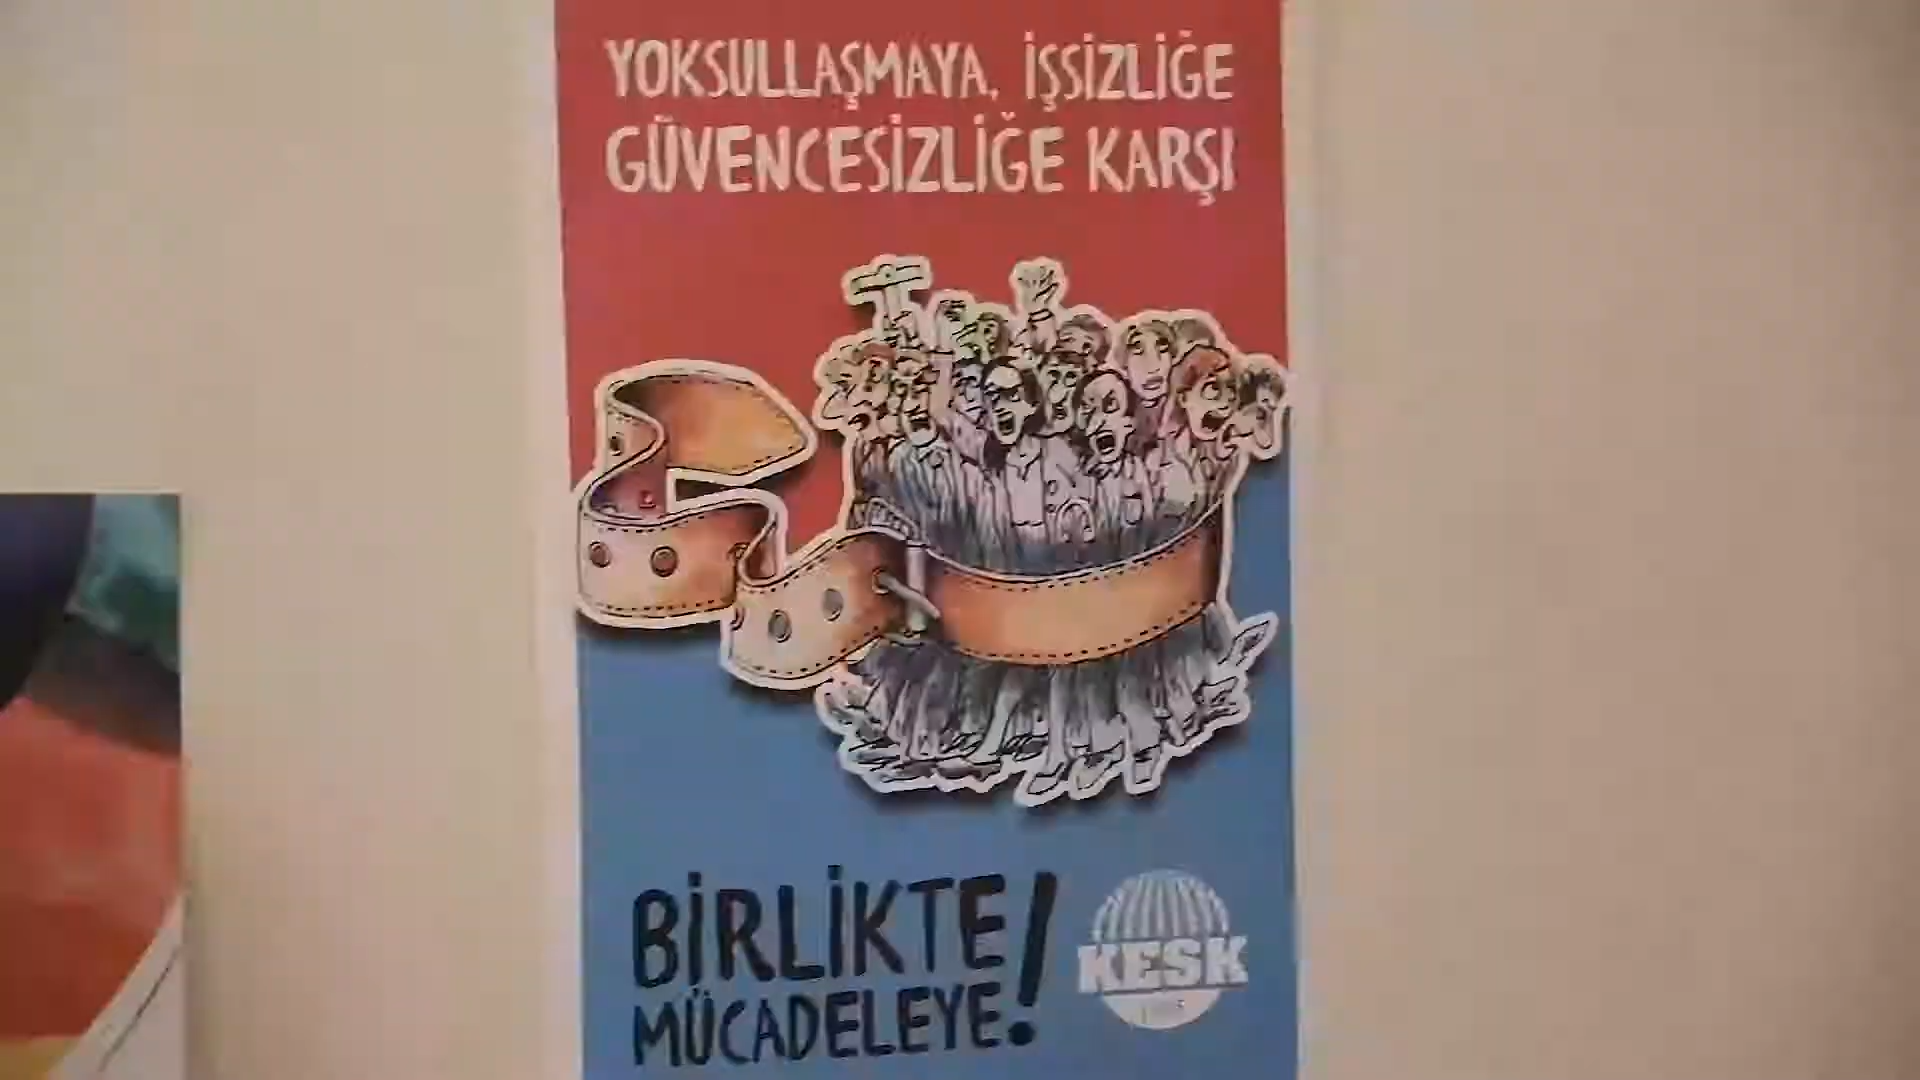 YOKSULLAŞMAYA, İŞSİZLİĞE
GÜVENCESİZLİĞE KARŞI
BİRLİKTE
MÜCADELEYE!
KESK